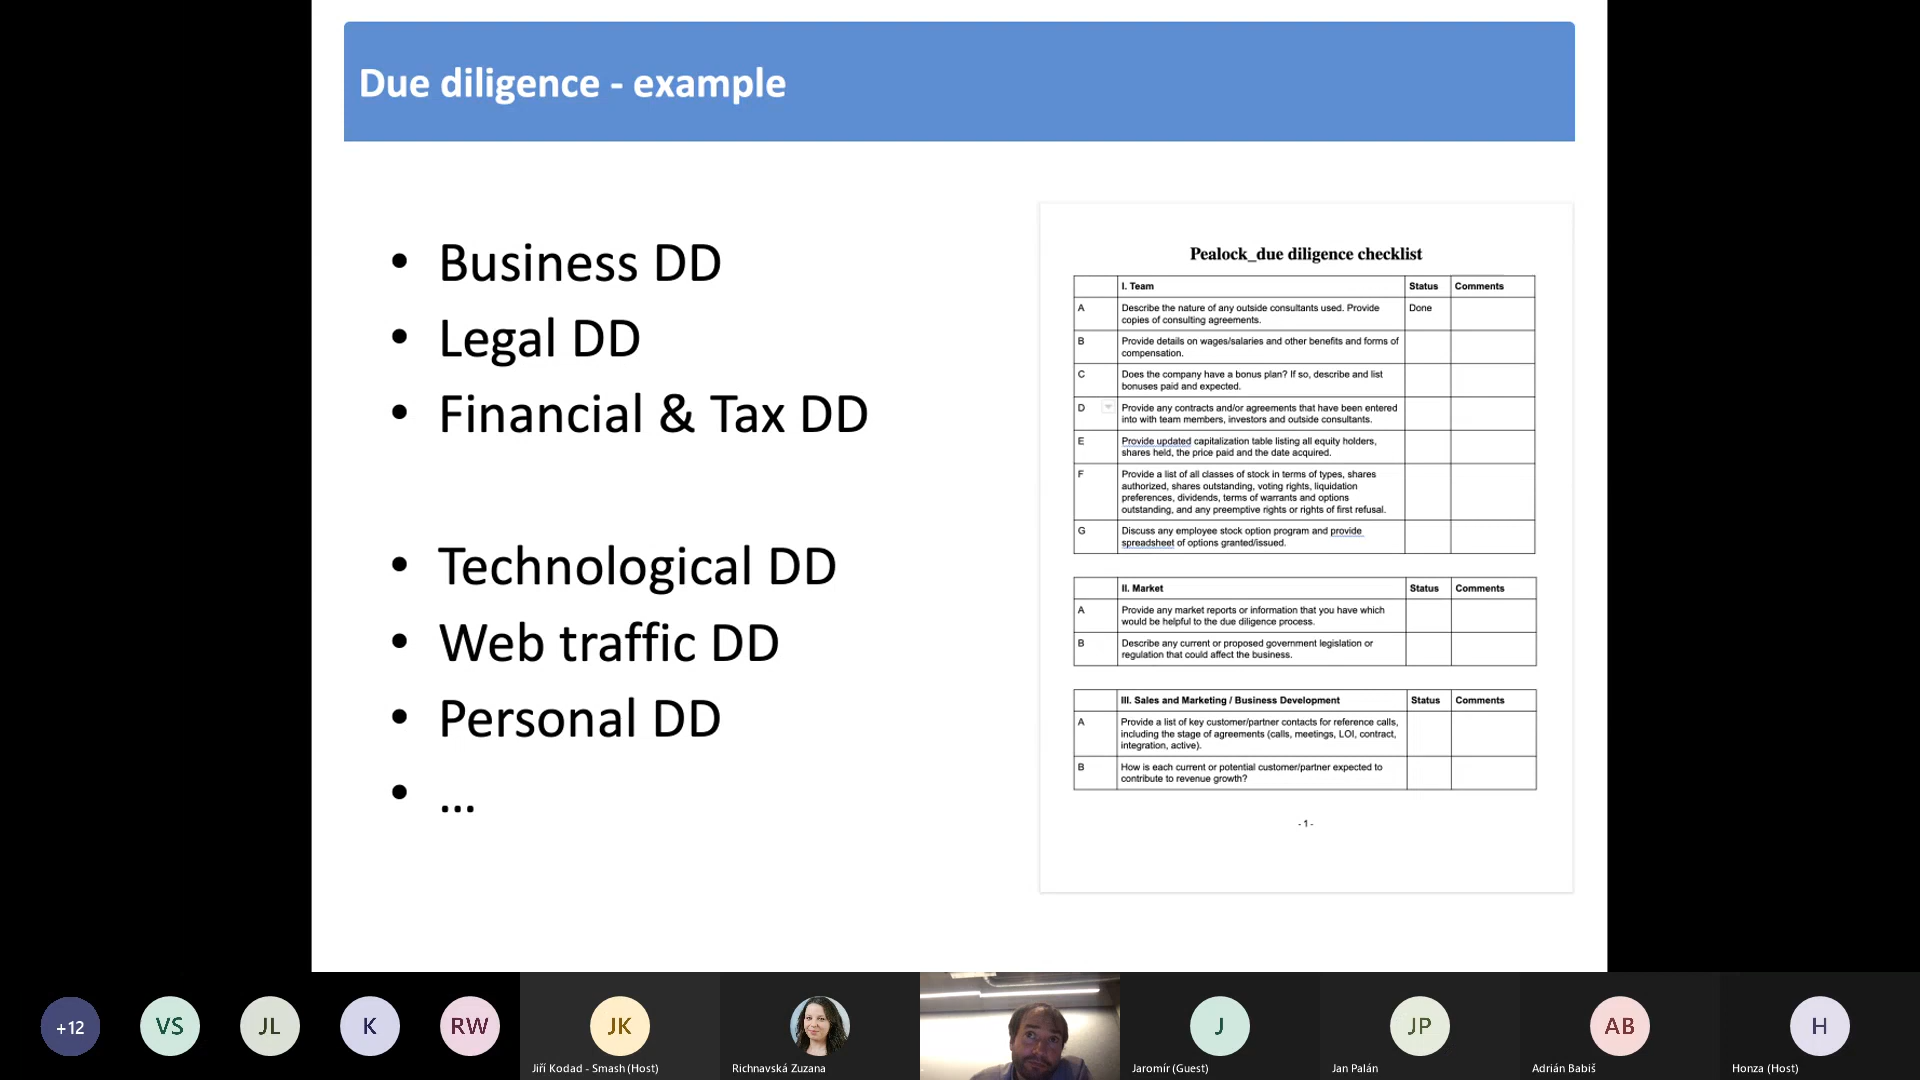 Due diligence - example
• Business DD
• Legal DD
• Financial & Tax DD
• Technological DD
• Web traffic DD
• Personal DD
• ...
Pealock_due diligence checklist
I. Team Status Comments
A Describe the nature of any outside consultants used. Provide Done
copies of consulting agreements.
B Provide details on wages/salaries and other benefits and forms of
compensation.
C Does the company have a bonus plan? If so, describe and list
bonuses paid and expected.
D Provide any contracts and/or agreements that have been entered
into with team members, investors and outside consultants.
E Provide updated capitalization table listing all equity holders,
shares held, the price paid and the date acquired.
F Provide a list of all classes of stock in terms of types, shares
authorized, shares outstanding, voting rights, liquidation
preferences, dividends, terms of warrants and options
outstanding, and any preemptive rights or rights of first refusal.
G Discuss any employee stock option program and provide
spreadsheet of options granted/issued.
II. Market Status Comments
A Provide any market reports or information that you have which
would be helpful to the due diligence process.
B Describe any current or proposed government legislation or
regulation that could affect the business.
III. Sales and Marketing / Business Development Status Comments
A Provide a list of key customer/partner contacts for reference calls,
including the stage of agreements (calls, meetings, LOI, contract,
integration, active).
B How is each current or potential customer/partner expected to
contribute to revenue growth?
- 1 -
+12 VS JL K RW JK J JP AB H
Jiří Kodad - Smash (Host) Richnavská Zuzana Jaromír (Guest) Jan Palán Adrián Babiš Honza (Host)